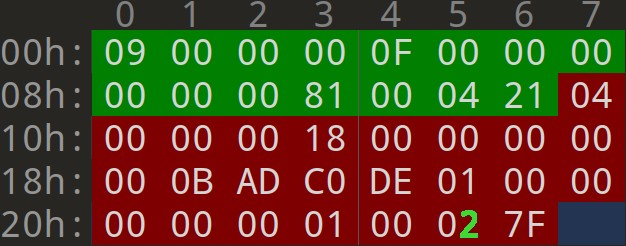 0 1 2 3 4 5 6 7
00h: 09 00 00 00 0F 00 00 00
08h: 00 00 00 81 00 04 21 04
10h: 00 00 00 18 00 00 00 00
18h: 00 0B AD C0 DE 01 00 00
20h: 00 00 00 01 00 02 7F